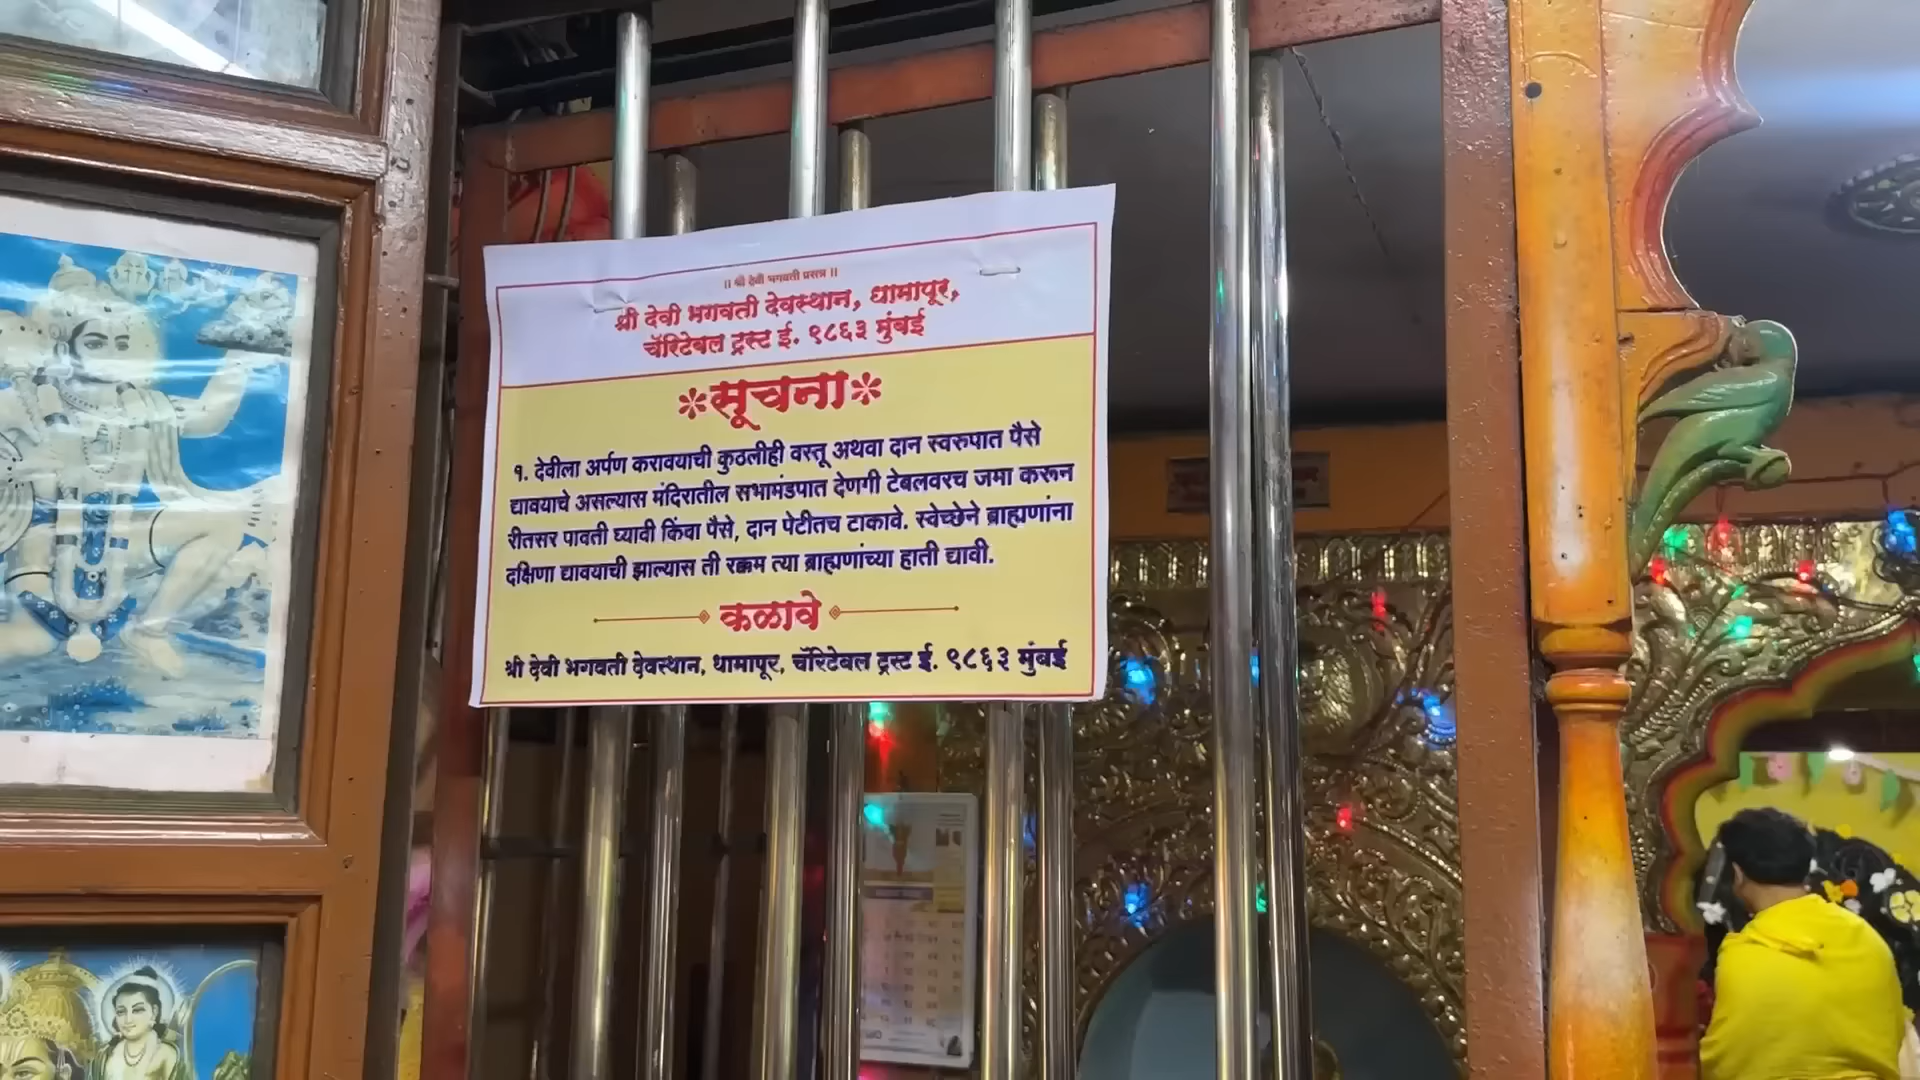 ॥ श्री देवी भगवती प्रसन्न ॥
श्री देवी भगवती देवस्थान, धामापूर,
चॅरिटेबल ट्रस्ट ई. ९८६३ मुंबई
सूचना
१. देवीला अर्पण करावयाची कुठलीही वस्तू अथवा दान स्वरुपात पैसे
द्यावयाचे असल्यास मंदिरातील सभामंडपात देणगी टेबलवरच जमा करून
रीतसर पावती घ्यावी किंवा पैसे, दान पेटीतच टाकावे. स्वेच्छेने ब्राह्मणांना
दक्षिणा द्यावयाची झाल्यास ती रक्कम त्या ब्राह्मणांच्या हाती द्यावी.
कळावे
श्री देवी भगवती देवस्थान, धामापूर, चॅरिटेबल ट्रस्ट ई. ९८६३ मुंबई